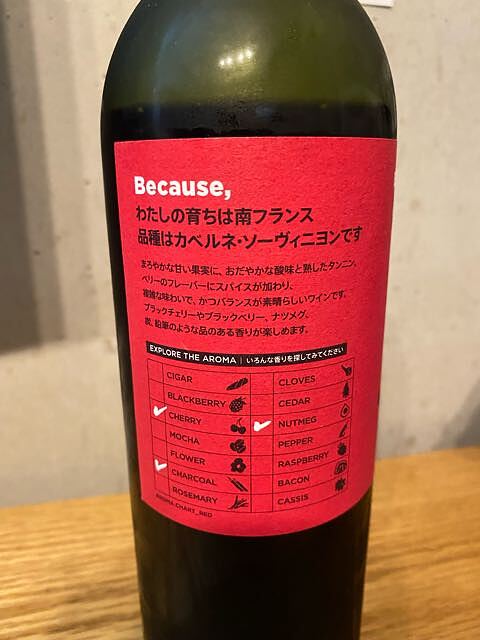 Because,
わたしの育ちは南フランス
品種はカベルネ・ソーヴィニヨンです
まろやかな甘い果実に、おだやかな酸味と熟したタンニン。
ベリーのフレーバーにスパイスが加わり、
複雑な味わいで、かつバランスが素晴らしいワインです。
ブラックチェリーやブラックベリー、ナツメグ、
炭、鉛筆のような品のある香りが楽しめます。
EXPLORE THE AROMA | いろんな香りを探してみてください
CIGAR
BLACKBERRY
CHERRY
MOCHA
FLOWER
CHARCOAL
ROSEMARY
CLOVES
CEDAR
NUTMEG
PEPPER
RASPBERRY
BACON
CASSIS
AROMA CHART_RED